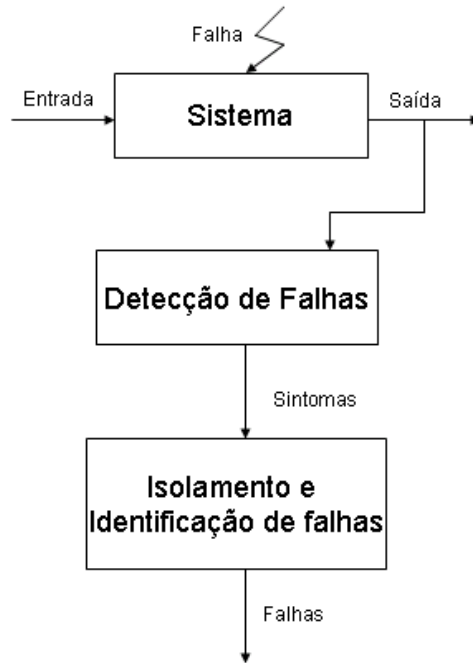 Falha
Entrada
Sistema
Saída
Detecção de Falhas
Sintomas
Isolamento e
Identificação de falhas
Falhas